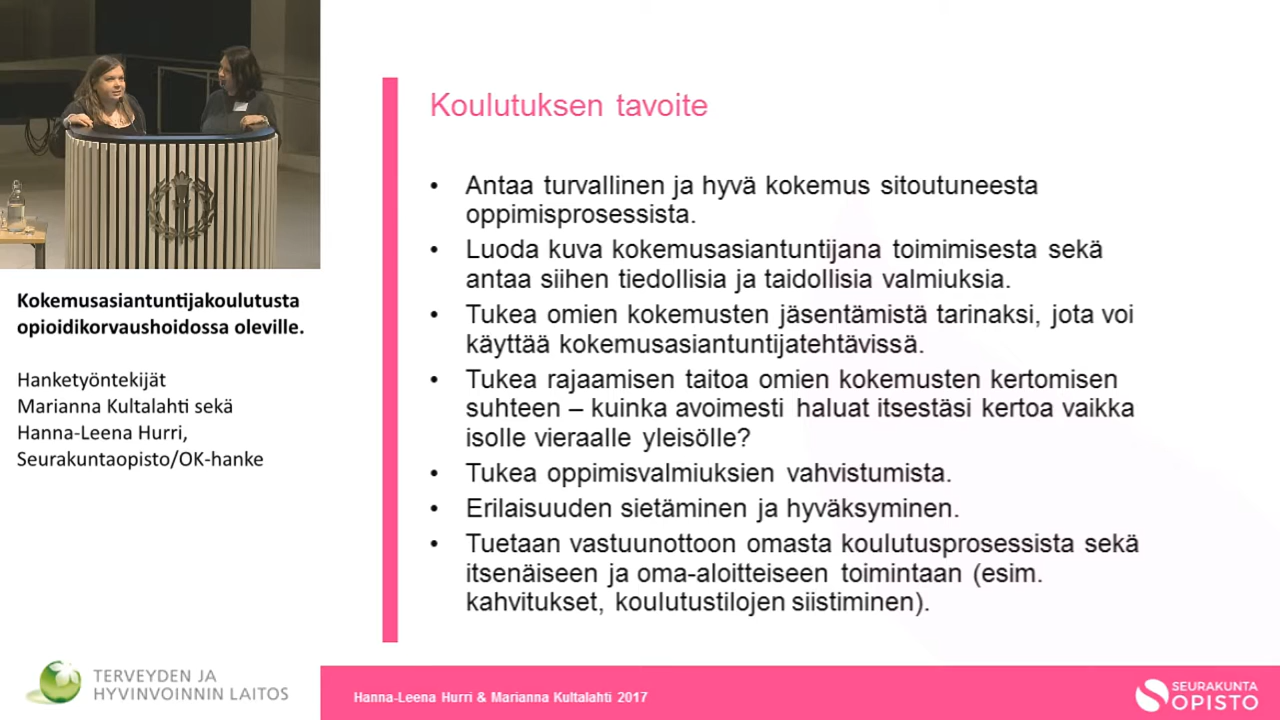 Kokemusasiantuntijakoulutusta
opioidikorvaushoidossa oleville.
Hanketyöntekijät
Marianna Kultalahti sekä
Hanna-Leena Hurri,
Seurakuntaopisto/OK-hanke
TERVEYDEN JA
HYVINVOINNIN LAITOS
Koulutuksen tavoite
• Antaa turvallinen ja hyvä kokemus sitoutuneesta
oppimisprosessista.
• Luoda kuva kokemusasiantuntijana toimimisesta sekä
antaa siihen tiedollisia ja taidollisia valmiuksia.
• Tukea omien kokemusten jäsentämistä tarinaksi, jota voi
käyttää kokemusasiantuntijatehtävissä.
• Tukea rajaamisen taitoa omien kokemusten kertomisen
suhteen – kuinka avoimesti haluat itsestäsi kertoa vaikka
isolle vieraalle yleisölle?
• Tukea oppimisvalmiuksien vahvistumista.
• Erilaisuuden sietäminen ja hyväksyminen.
• Tuetaan vastuunottoon omasta koulutusprosessista sekä
itsenäiseen ja oma-aloitteiseen toimintaan (esim.
kahvitukset, koulutustilojen siistiminen).
Hanna-Leena Hurri & Marianna Kultalahti 2017
SEURAKUNTA
OPISTO